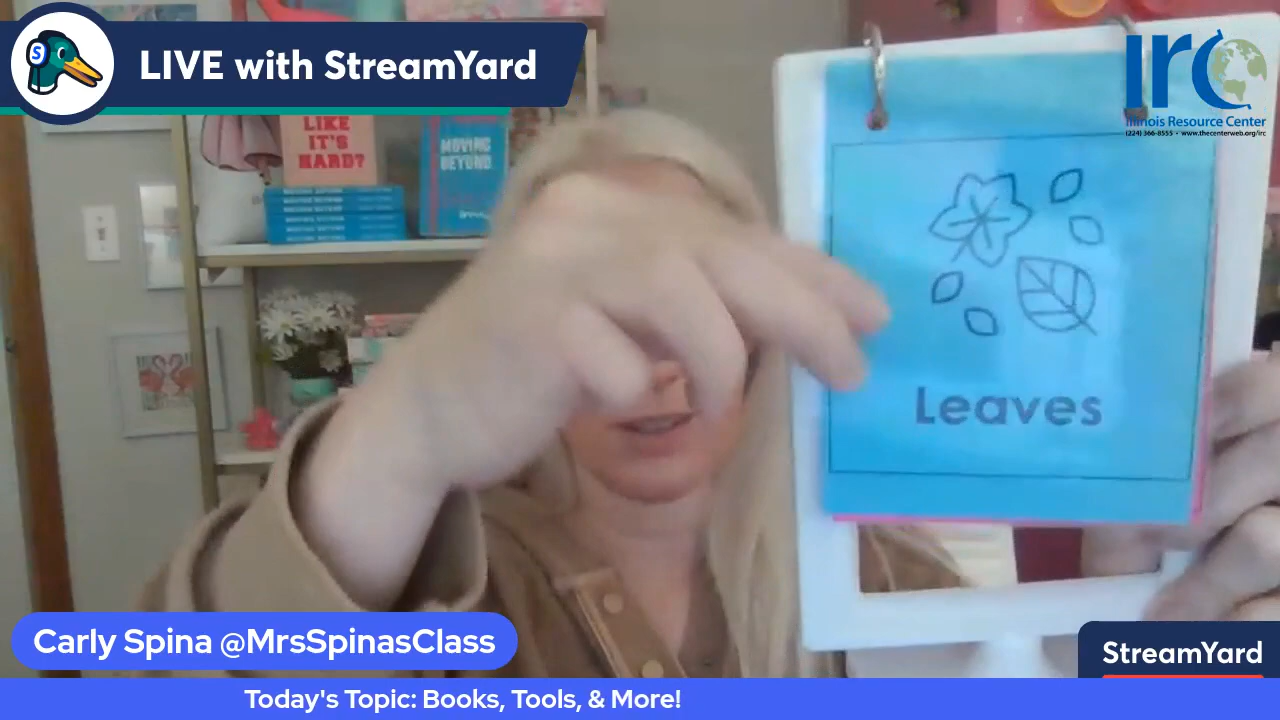 S
LIVE with StreamYard
IRC
Illinois Resource Center
(224) 366-8555 • www.thecenterweb.org/irc
LIKE
IT'S
HARD?
MOVING
BEYOND
Leaves
Carly Spina @MrsSpinasClass
StreamYard
Today's Topic: Books, Tools, & More!